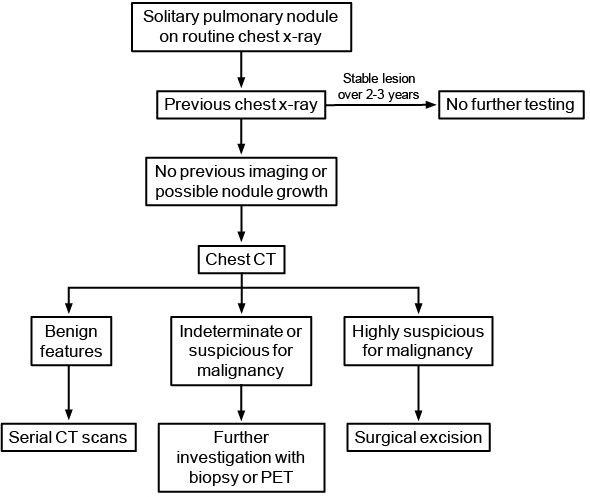 Solitary pulmonary nodule
on routine chest x-ray
Previous chest x-ray
Stable lesion
over 2-3 years
No further testing
No previous imaging or
possible nodule growth
Chest CT
Benign
features
Indeterminate or
suspicious for
malignancy
Highly suspicious
for malignancy
Serial CT scans
Further
investigation with
biopsy or PET
Surgical excision